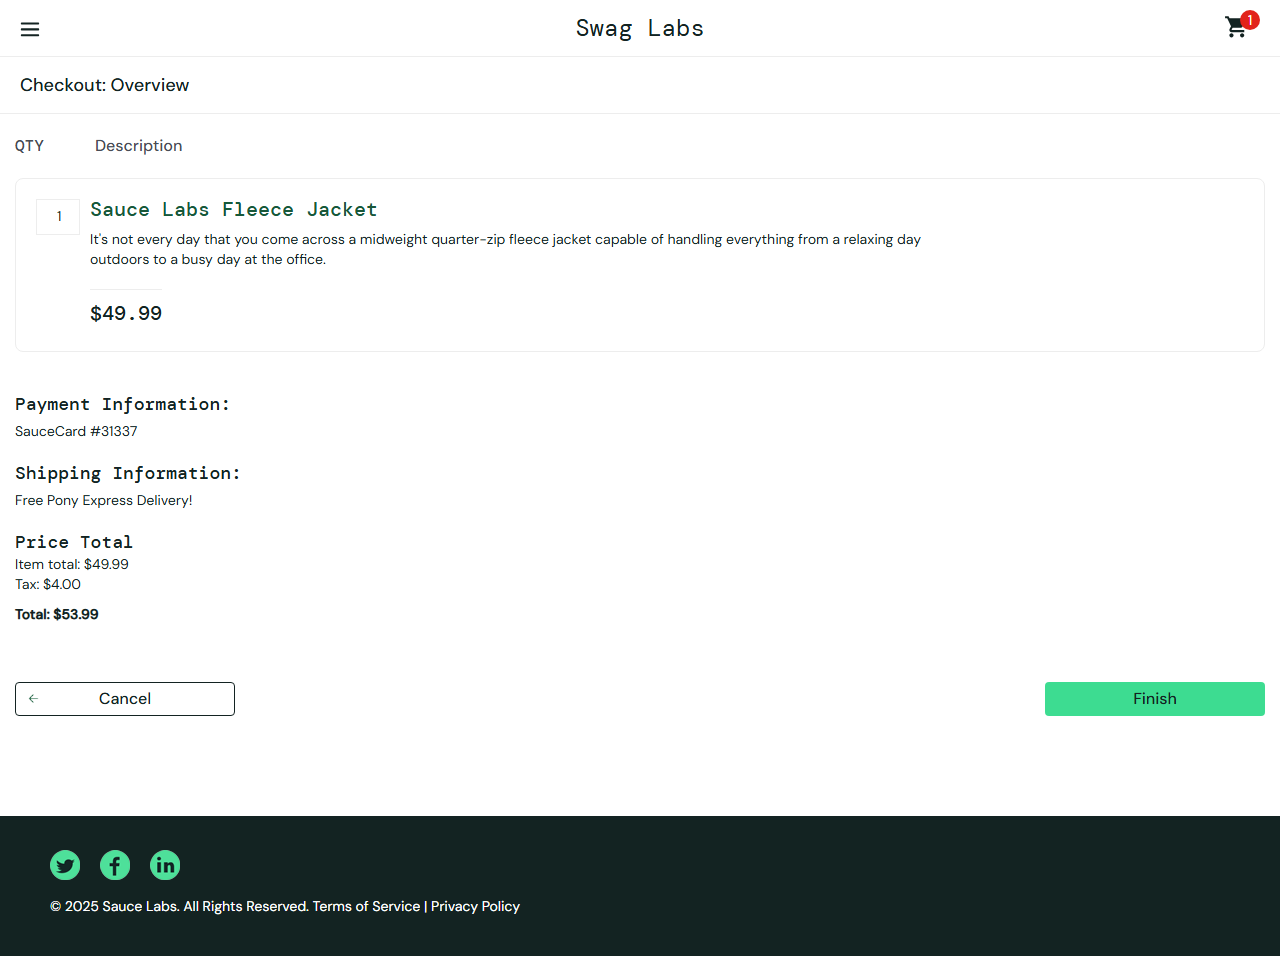 Swag Labs
1
Checkout: Overview
QTY Description
1
Sauce Labs Fleece Jacket
It's not every day that you come across a midweight quarter-zip fleece jacket capable of handling everything from a relaxing day
outdoors to a busy day at the office.
$49.99
Payment Information:
SauceCard #31337
Shipping Information:
Free Pony Express Delivery!
Price Total
Item total: $49.99
Tax: $4.00
Total: $53.99
Cancel
Finish
© 2025 Sauce Labs. All Rights Reserved. Terms of Service | Privacy Policy